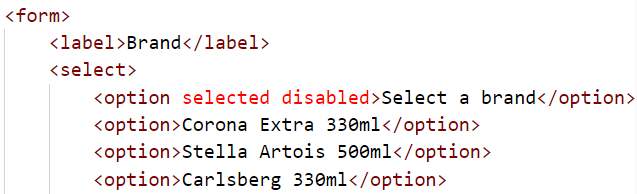 <form>
<label>Brand</label>
<select>
<option selected disabled>Select a brand</option>
<option>Corona Extra 330ml</option>
<option>Stella Artois 500ml</option>
<option>Carlsberg 330ml</option>